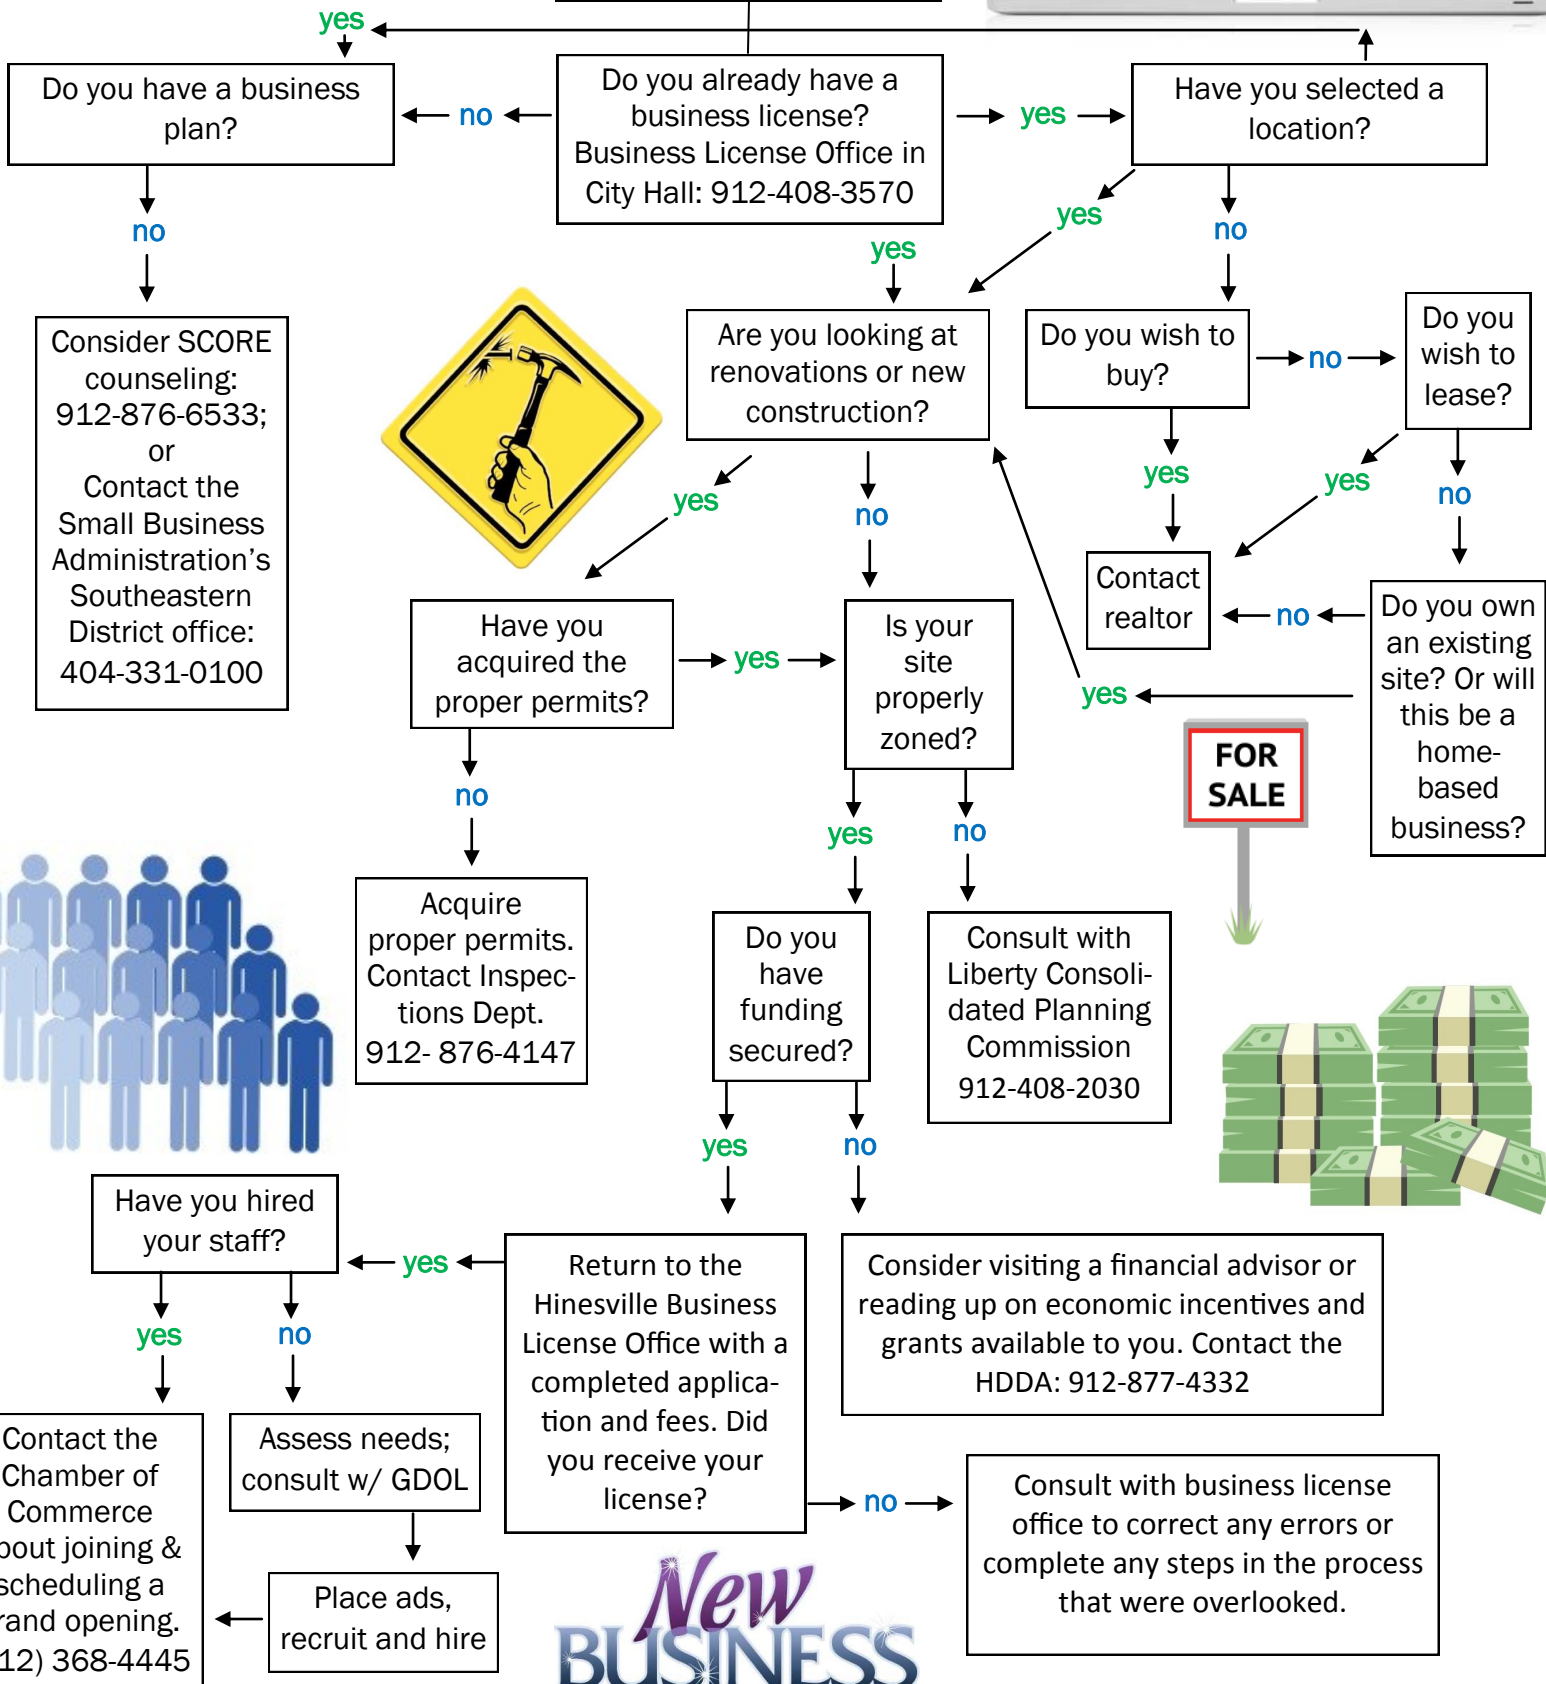 yes
Do you have a business
plan?
no
Do you already have a
business license?
Business License Office in
City Hall: 912-408-3570
yes
Have you selected a
location?
no
yes
no
yes
Consider SCORE
counseling:
912-876-6533;
or
Contact the
Small Business
Administration’s
Southeastern
District office:
404-331-0100
Are you looking at
renovations or new
construction?
Do you wish to
buy?
no
Do you
wish to
lease?
yes
no
yes
yes
no
Have you
acquired the
proper permits?
yes
Is your
site
properly
zoned?
Contact
realtor
no
Do you own
an existing
site? Or will
this be a
home-
based
business?
yes
FOR
SALE
no
yes
no
Acquire
proper permits.
Contact Inspec-
tions Dept.
912- 876-4147
Do you
have
funding
secured?
Consult with
Liberty Consoli-
dated Planning
Commission
912-408-2030
yes
no
Have you hired
your staff?
yes
Return to the
Hinesville Business
License Office with a
completed applica-
tion and fees. Did
you receive your
license?
Consider visiting a financial advisor or
reading up on economic incentives and
grants available to you. Contact the
HDDA: 912-877-4332
yes
no
Contact the
Chamber of
Commerce
bout joining &
scheduling a
rand opening.
12) 368-4445
Assess needs;
consult w/ GDOL
Place ads,
recruit and hire
no
Consult with business license
office to correct any errors or
complete any steps in the process
that were overlooked.
New
BUSINESS